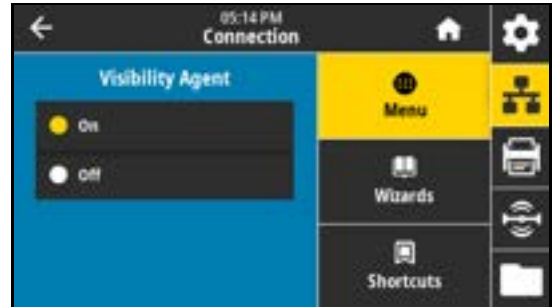 05:14 PM
Connection
Visibility Agent
On
Off
Menu
Wizards
Shortcuts